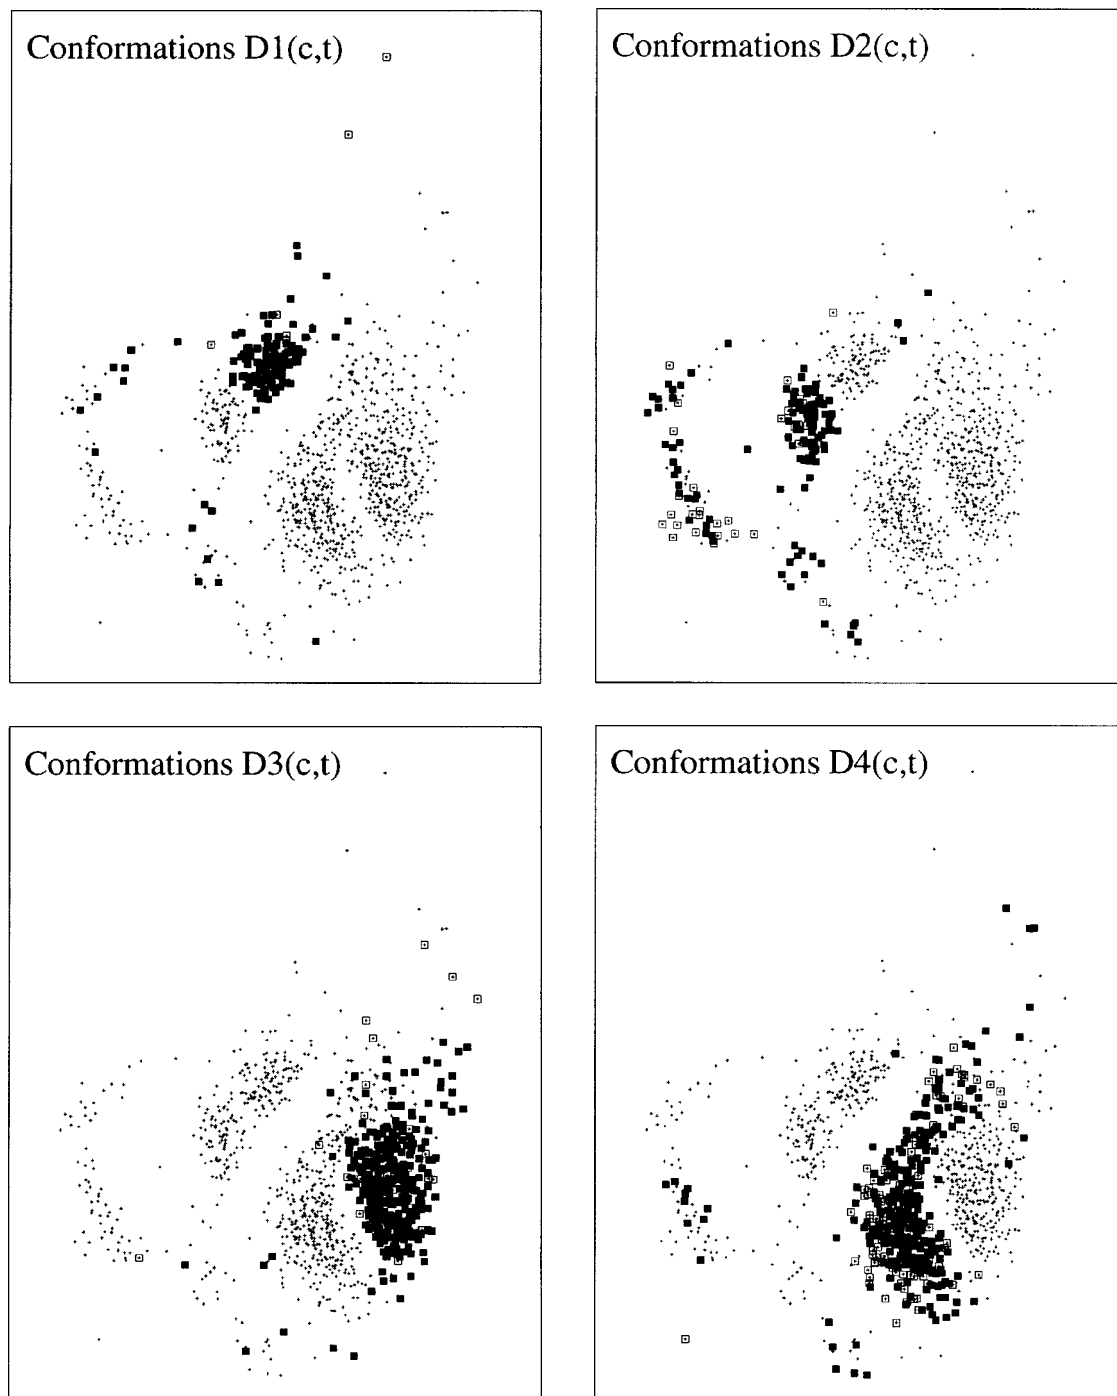 Conformations D1(c,t)
Conformations D2(c,t)
Conformations D3(c,t)
Conformations D4(c,t)